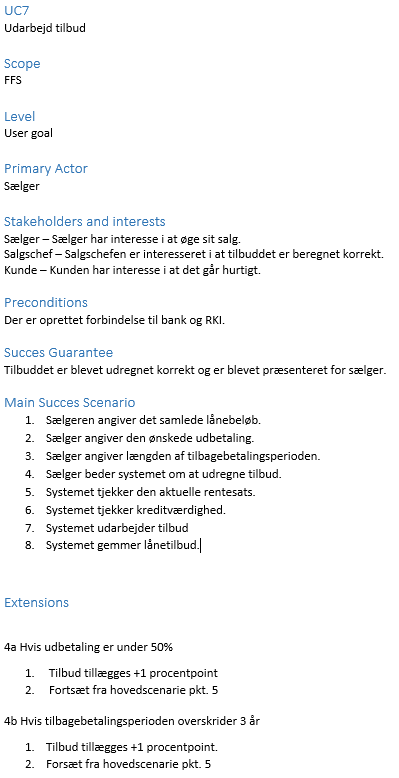 UC7
Udarbejd tilbud
Scope
FFS
Level
User goal
Primary Actor
Sælger
Stakeholders and interests
Sælger – Sælger har interesse i at øge sit salg.
Salgschef – Salgschefen er interesseret i at tilbuddet er beregnet korrekt.
Kunde – Kunden har interesse i at det går hurtigt.
Preconditions
Der er oprettet forbindelse til bank og RKI.
Succes Guarantee
Tilbuddet er blevet udregnet korrekt og er blevet præsenteret for sælger.
Main Succes Scenario
1. Sælgeren angiver det samlede lånebeløb.
2. Sælger angiver den ønskede udbetaling.
3. Sælger angiver længden af tilbagebetalingsperioden.
4. Sælger beder systemet om at udregne tilbud.
5. Systemet tjekker den aktuelle rentesats.
6. Systemet tjekker kreditværdighed.
7. Systemet udarbejder tilbud
8. Systemet gemmer lånetilbud.
Extensions
4a Hvis udbetaling er under 50%
1. Tilbud tillægges +1 procentpoint
2. Fortsæt fra hovedscenarie pkt. 5
4b Hvis tilbagebetalingsperioden overskrider 3 år
1. Tilbud tillægges +1 procentpoint.
2. Forsæt fra hovedscenarie pkt. 5